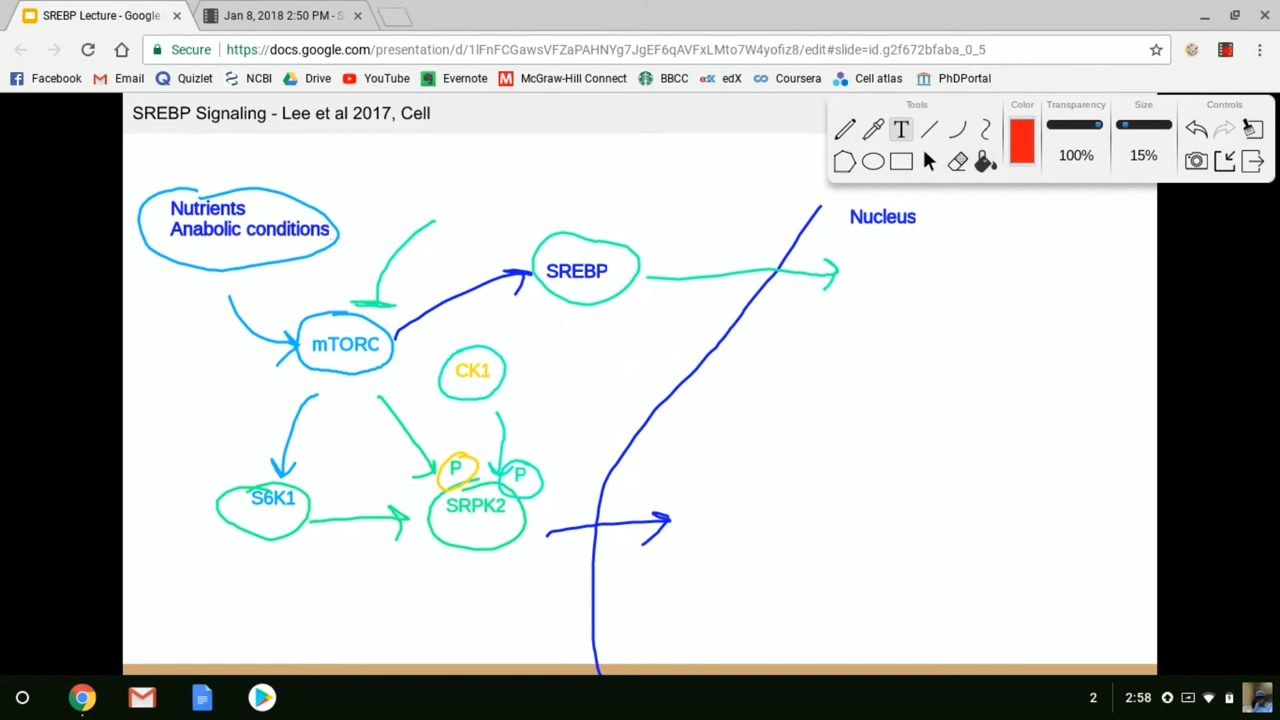 SREBP Lecture - Google
Jan 8, 2018 2:50 PM - S
Secure
https://docs.google.com/presentation/d/1lFnFCGawsVFZaPAHNYg7JgEF6qAVFxLMto7W4yofiz8/edit#slide=id.g2f672bfaba_0_5
Facebook
Email
Quizlet
NCBI
Drive
YouTube
Evernote
McGraw-Hill Connect
BBCC
edX
Coursera
Cell atlas
PhDPortal
SREBP Signaling - Lee et al 2017, Cell
Tools
Color
Transparency
Size
Controls
T
100%
15%
Nutrients
Anabolic conditions
Nucleus
SREBP
mTORC
CK1
P
P
S6K1
SRPK2
2
2:58